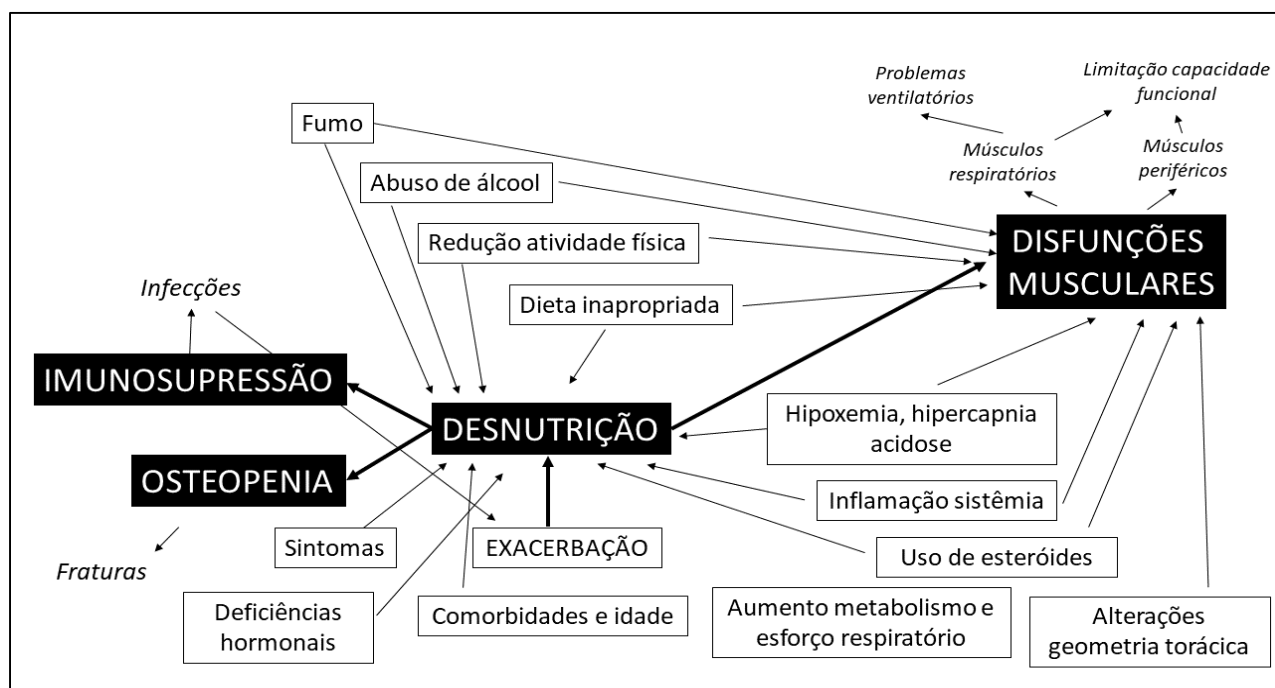 Problemas
ventilatórios
Limitação capacidade
funcional
Fumo
Músculos
respiratórios
Músculos
periféricos
Abuso de álcool
Redução atividade física
DISFUNÇÕES
MUSCULARES
Infecções
Dieta inapropriada
IMUNOSUPRESSÃO
DESNUTRIÇÃO
Hipoxemia, hipercapnia
acidose
OSTEOPENIA
Inflamação sistêmia
Sintomas
EXACERBAÇÃO
Uso de esteróides
Fraturas
Deficiências
hormonais
Comorbidades e idade
Aumento metabolismo e
esforço respiratório
Alterações
geometria torácica